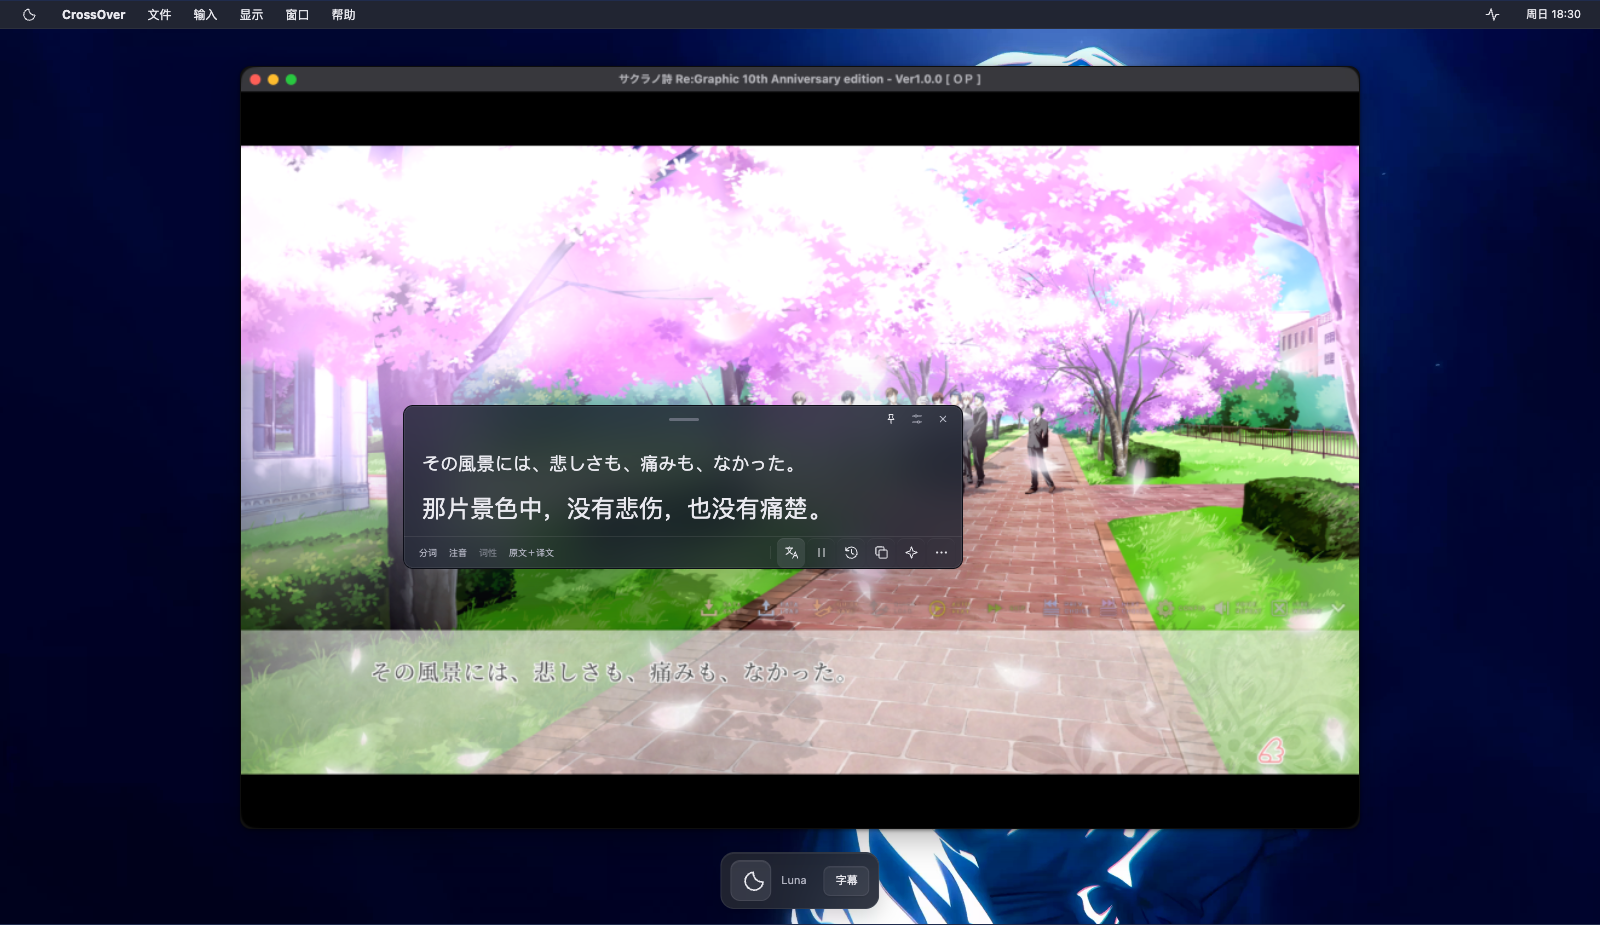 CrossOver 文件 输入 显示 窗口 帮助 周日 18:30
サクラノ詩 Re:Graphic 10th Anniversary edition - Ver1.0.0 [ O P ]
その風景には、悲しさも、痛みも、なかった。
那片景色中，没有悲伤，也没有痛楚。
分词 注音 词性 原文+译文
その風景には、悲しさも、痛みも、なかった。
Luna 字幕